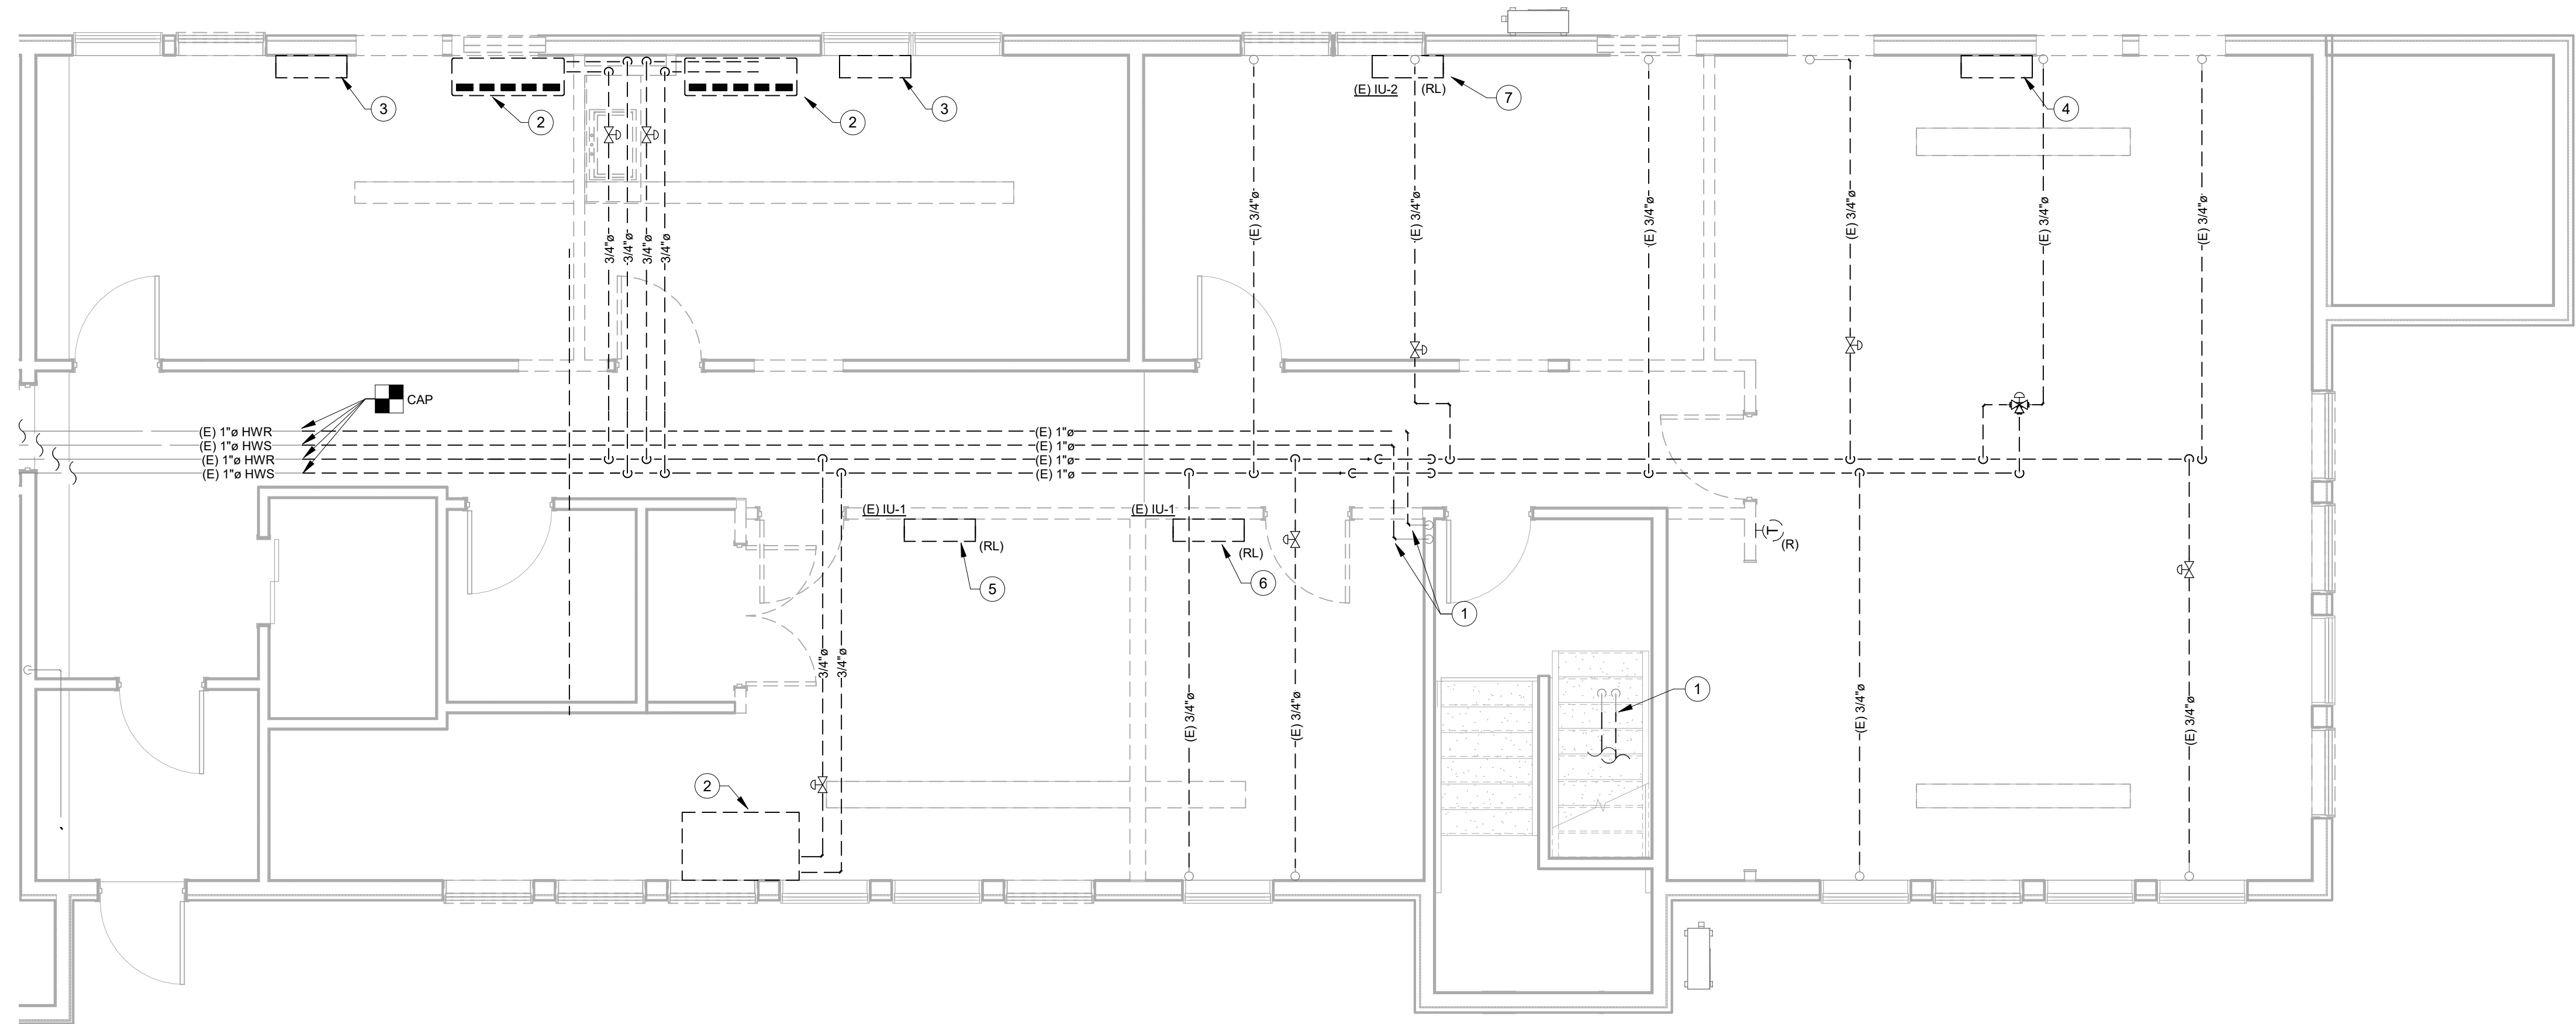 3
2
2
3
(E) IU-2
(RL)
7
4
3/4"ø
3/4"ø
3/4"ø
3/4"ø
(E) 3/4"ø
(E) 3/4"ø
(E) 3/4"ø
(E) 3/4"ø
(E) 3/4"ø
(E) 3/4"ø
CAP
(E) 1"ø HWR
(E) 1"ø HWS
(E) 1"ø HWR
(E) 1"ø HWS
(E) 1"ø
(E) 1"ø
(E) 1"ø
(E) 1"ø
(E) IU-1
(RL)
5
(E) IU-1
(RL)
6
T
(R)
1
1
3/4"ø
3/4"ø
(E) 3/4"ø
(E) 3/4"ø
(E) 3/4"ø
(E) 3/4"ø
2